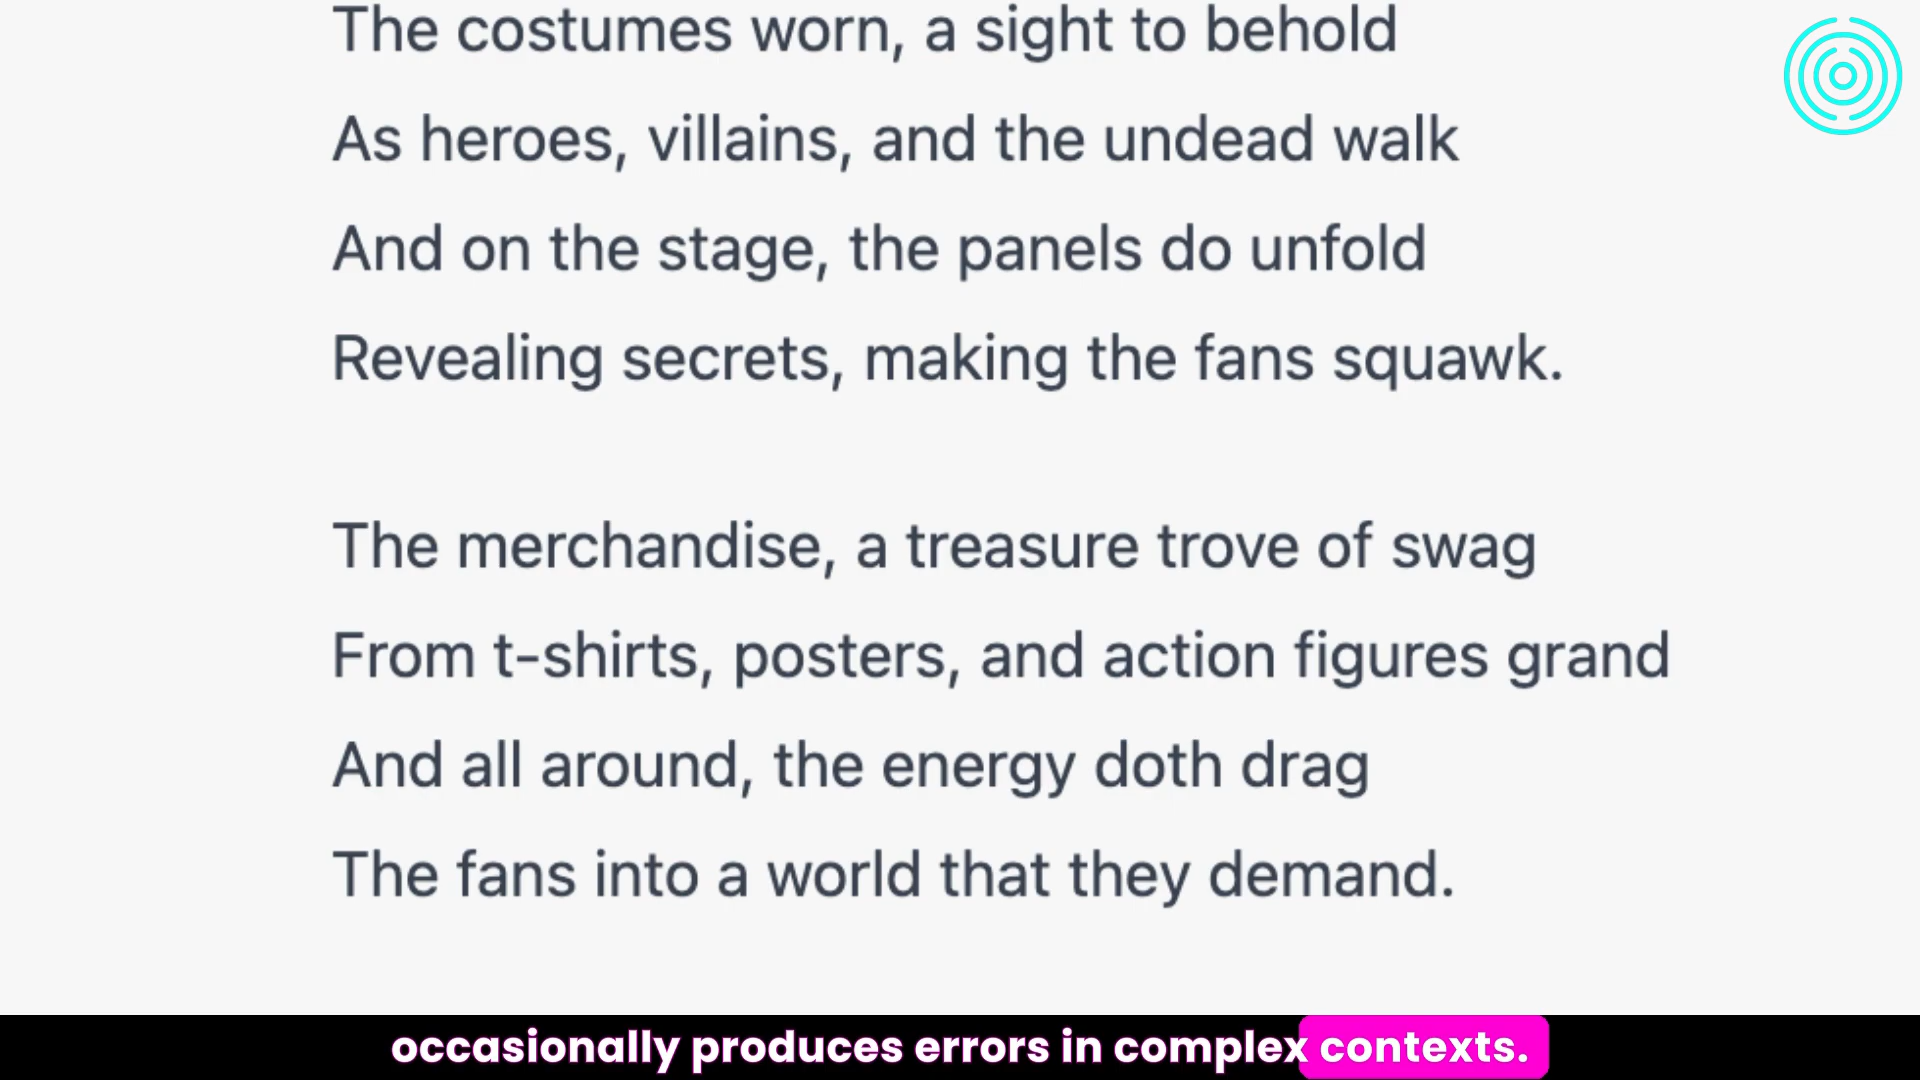 The costumes worn, a sight to behold
As heroes, villains, and the undead walk
And on the stage, the panels do unfold
Revealing secrets, making the fans squawk.
The merchandise, a treasure trove of swag
From t-shirts, posters, and action figures grand
And all around, the energy doth drag
The fans into a world that they demand.
occasionally produces errors in complex contexts.